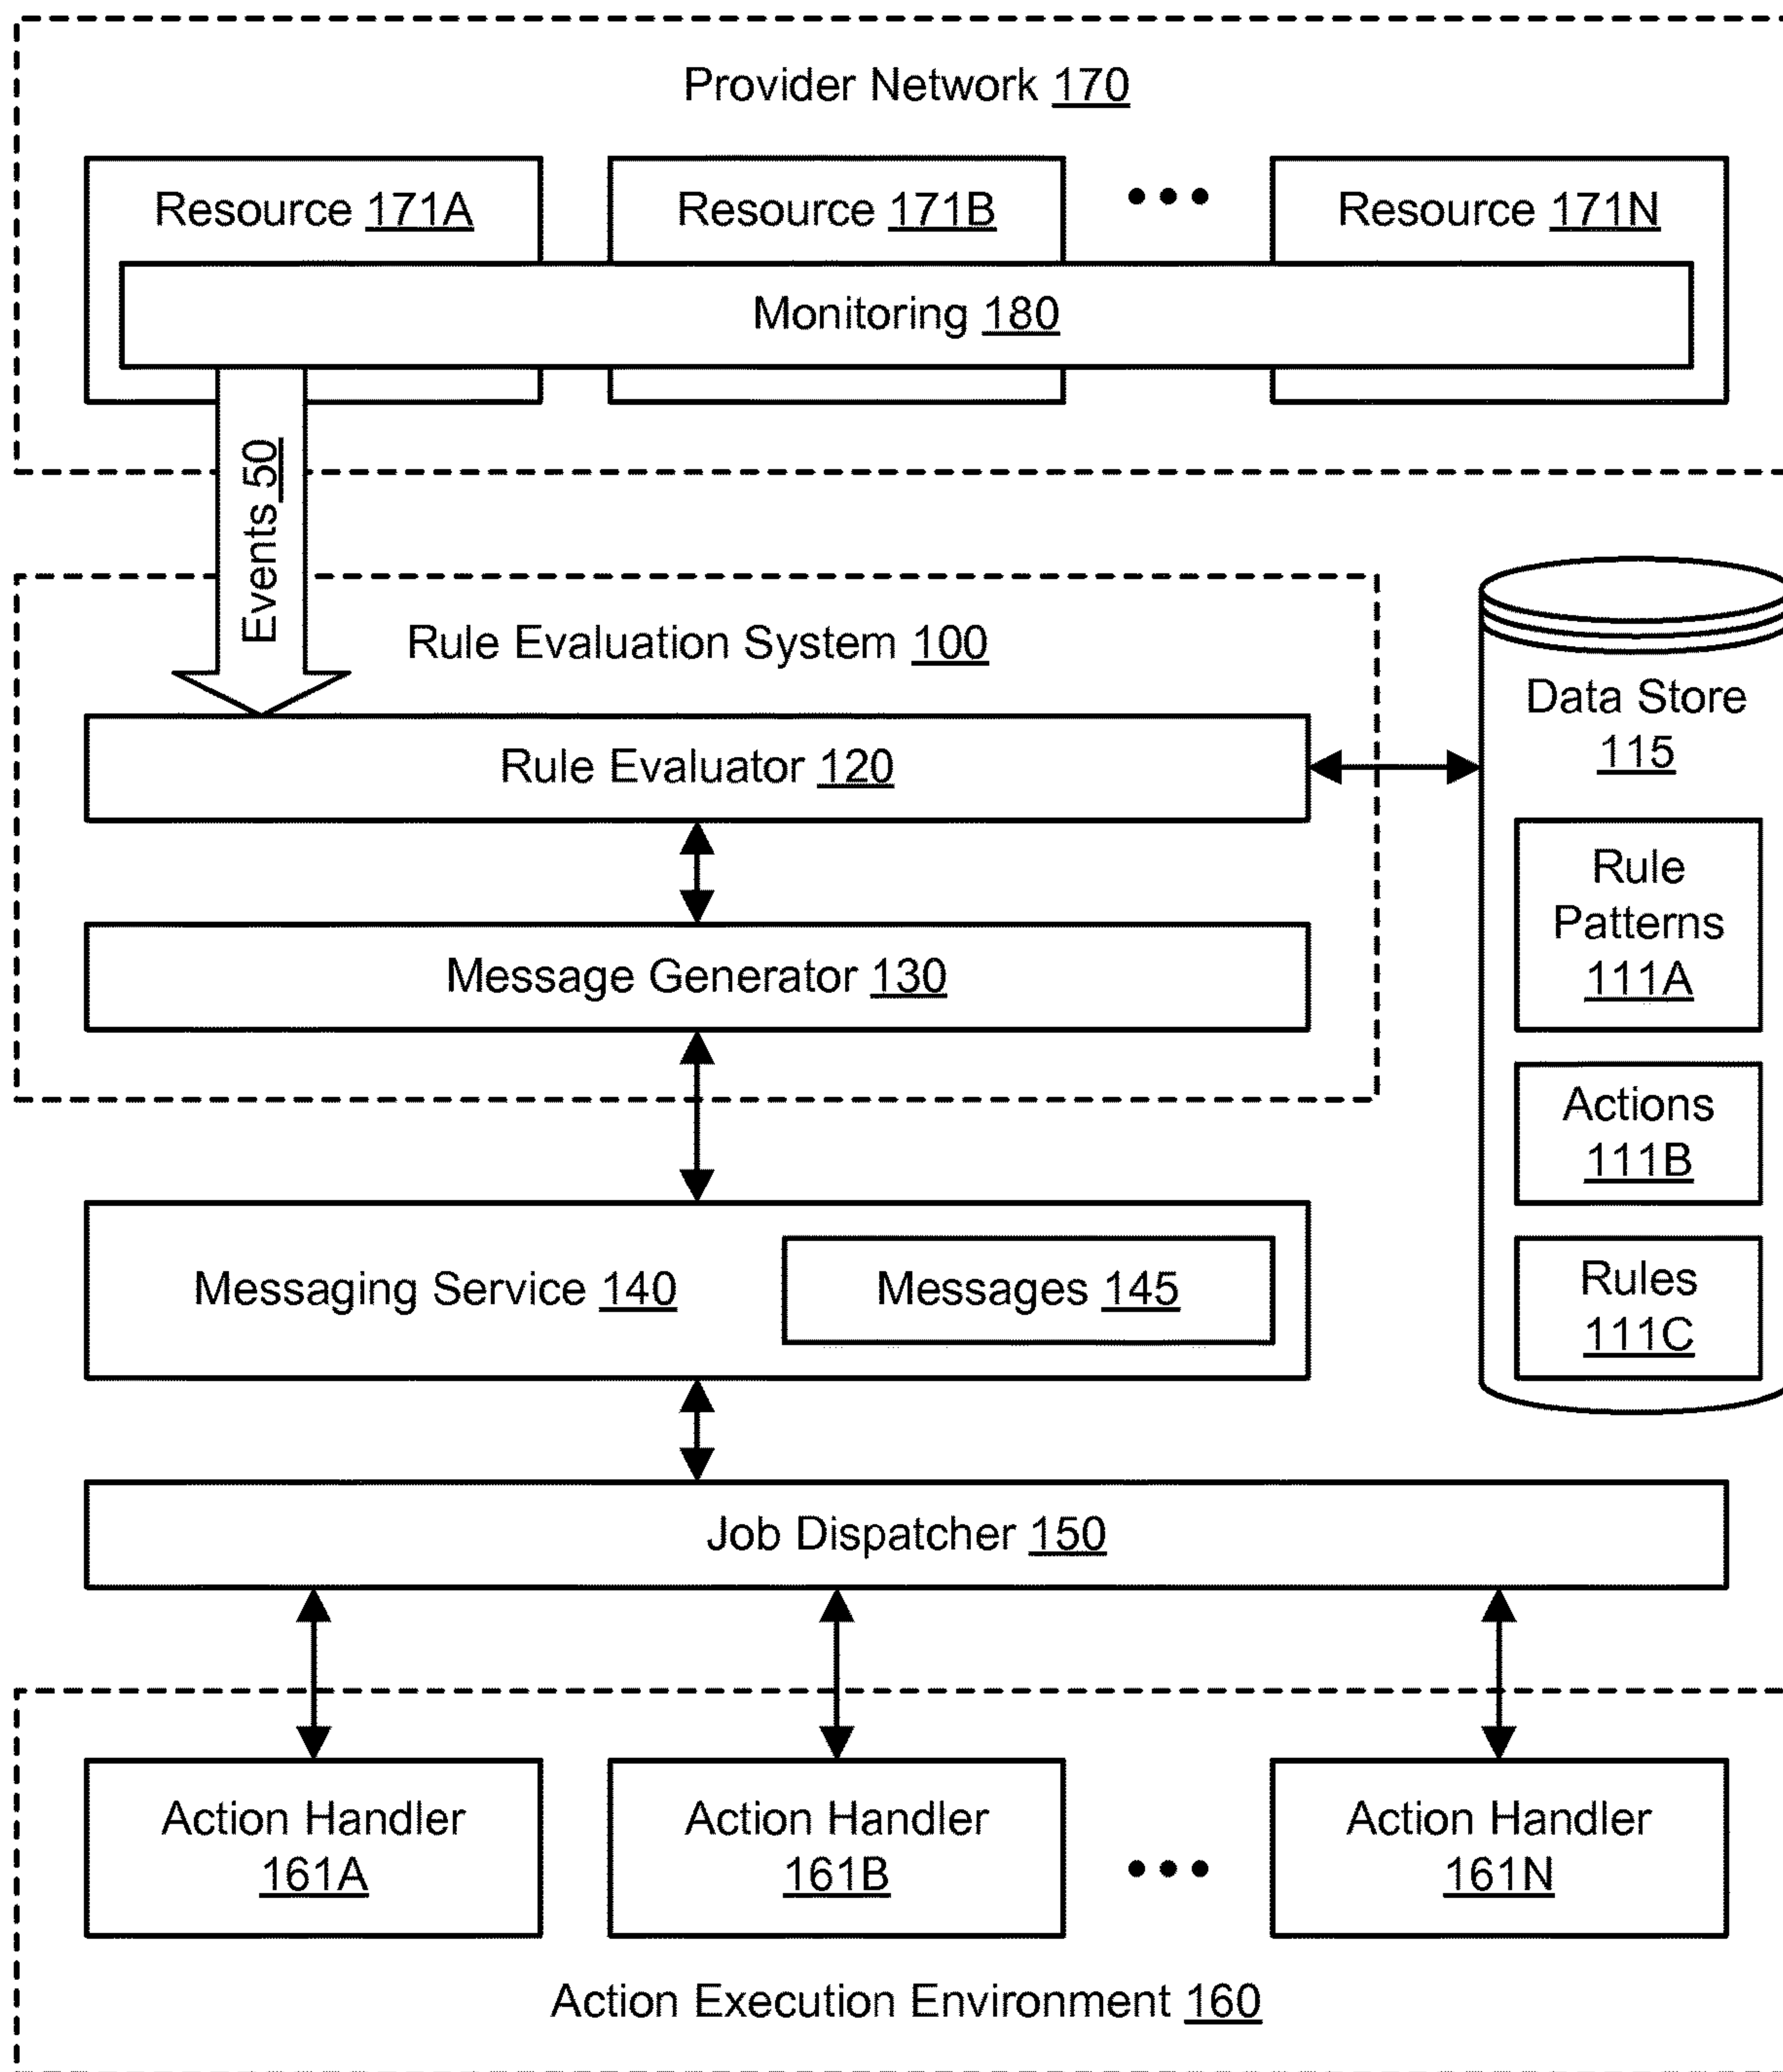 Provider Network 170
Resource 171A
Resource 171B
•••
Resource 171N
Monitoring 180
Events 50
Rule Evaluation System 100
Rule Evaluator 120
Message Generator 130
Data Store
115
Rule
Patterns
111A
Actions
111B
Rules
111C
Messaging Service 140
Messages 145
Job Dispatcher 150
Action Handler
161A
Action Handler
161B
•••
Action Handler
161N
Action Execution Environment 160